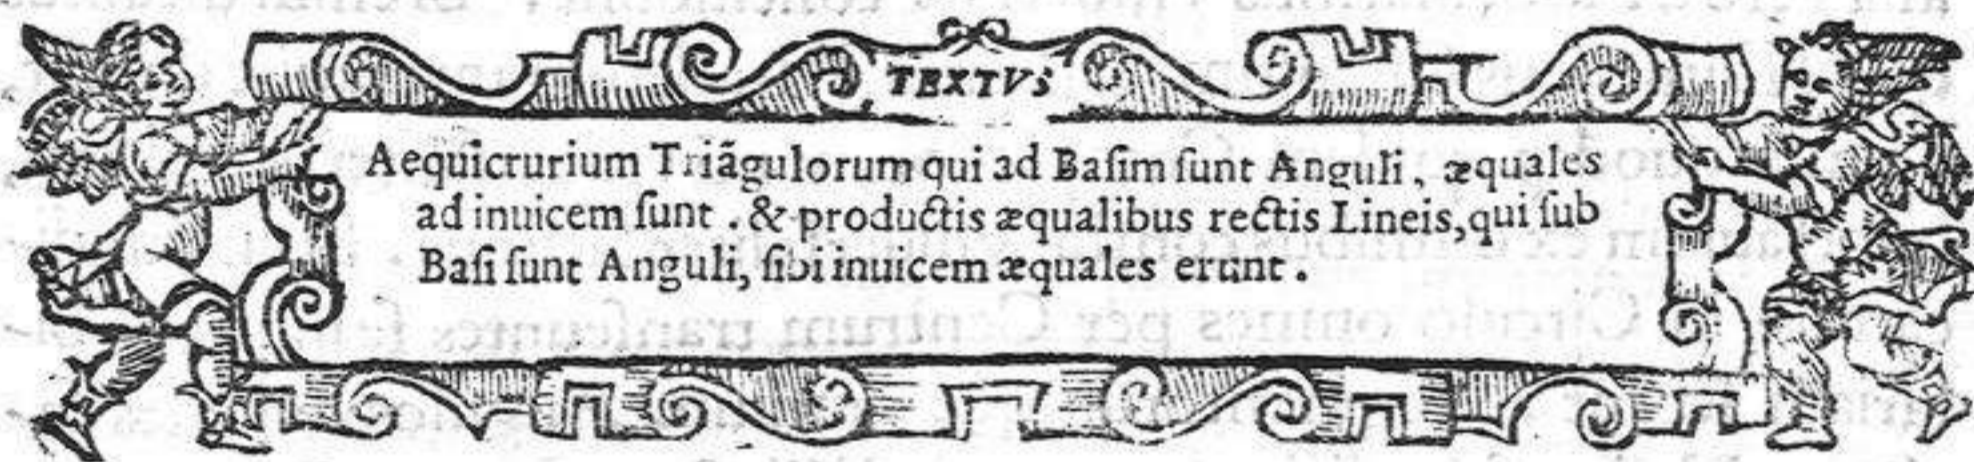 TEXTVS
Aequicrurium Triãgulorum qui ad Baſim ſunt Anguli, æquales
ad inuicem ſunt. & productis æqualibus rectis Lineis, qui ſub
Baſi ſunt Anguli, ſibi inuicem æquales erunt.